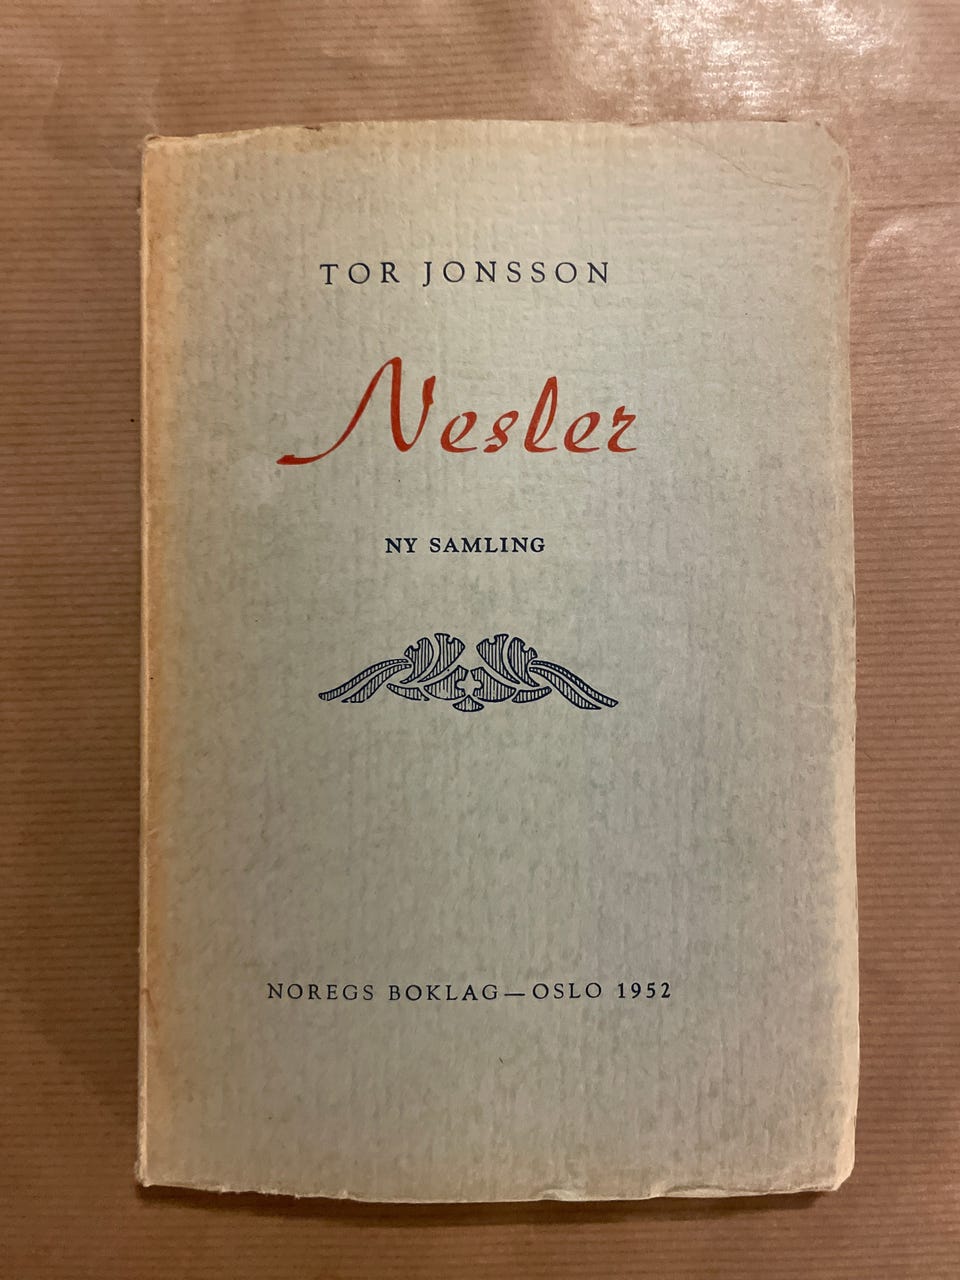 TOR JONSSON
Nesler
NY SAMLING
NOREGS BOKLAG—OSLO 1952